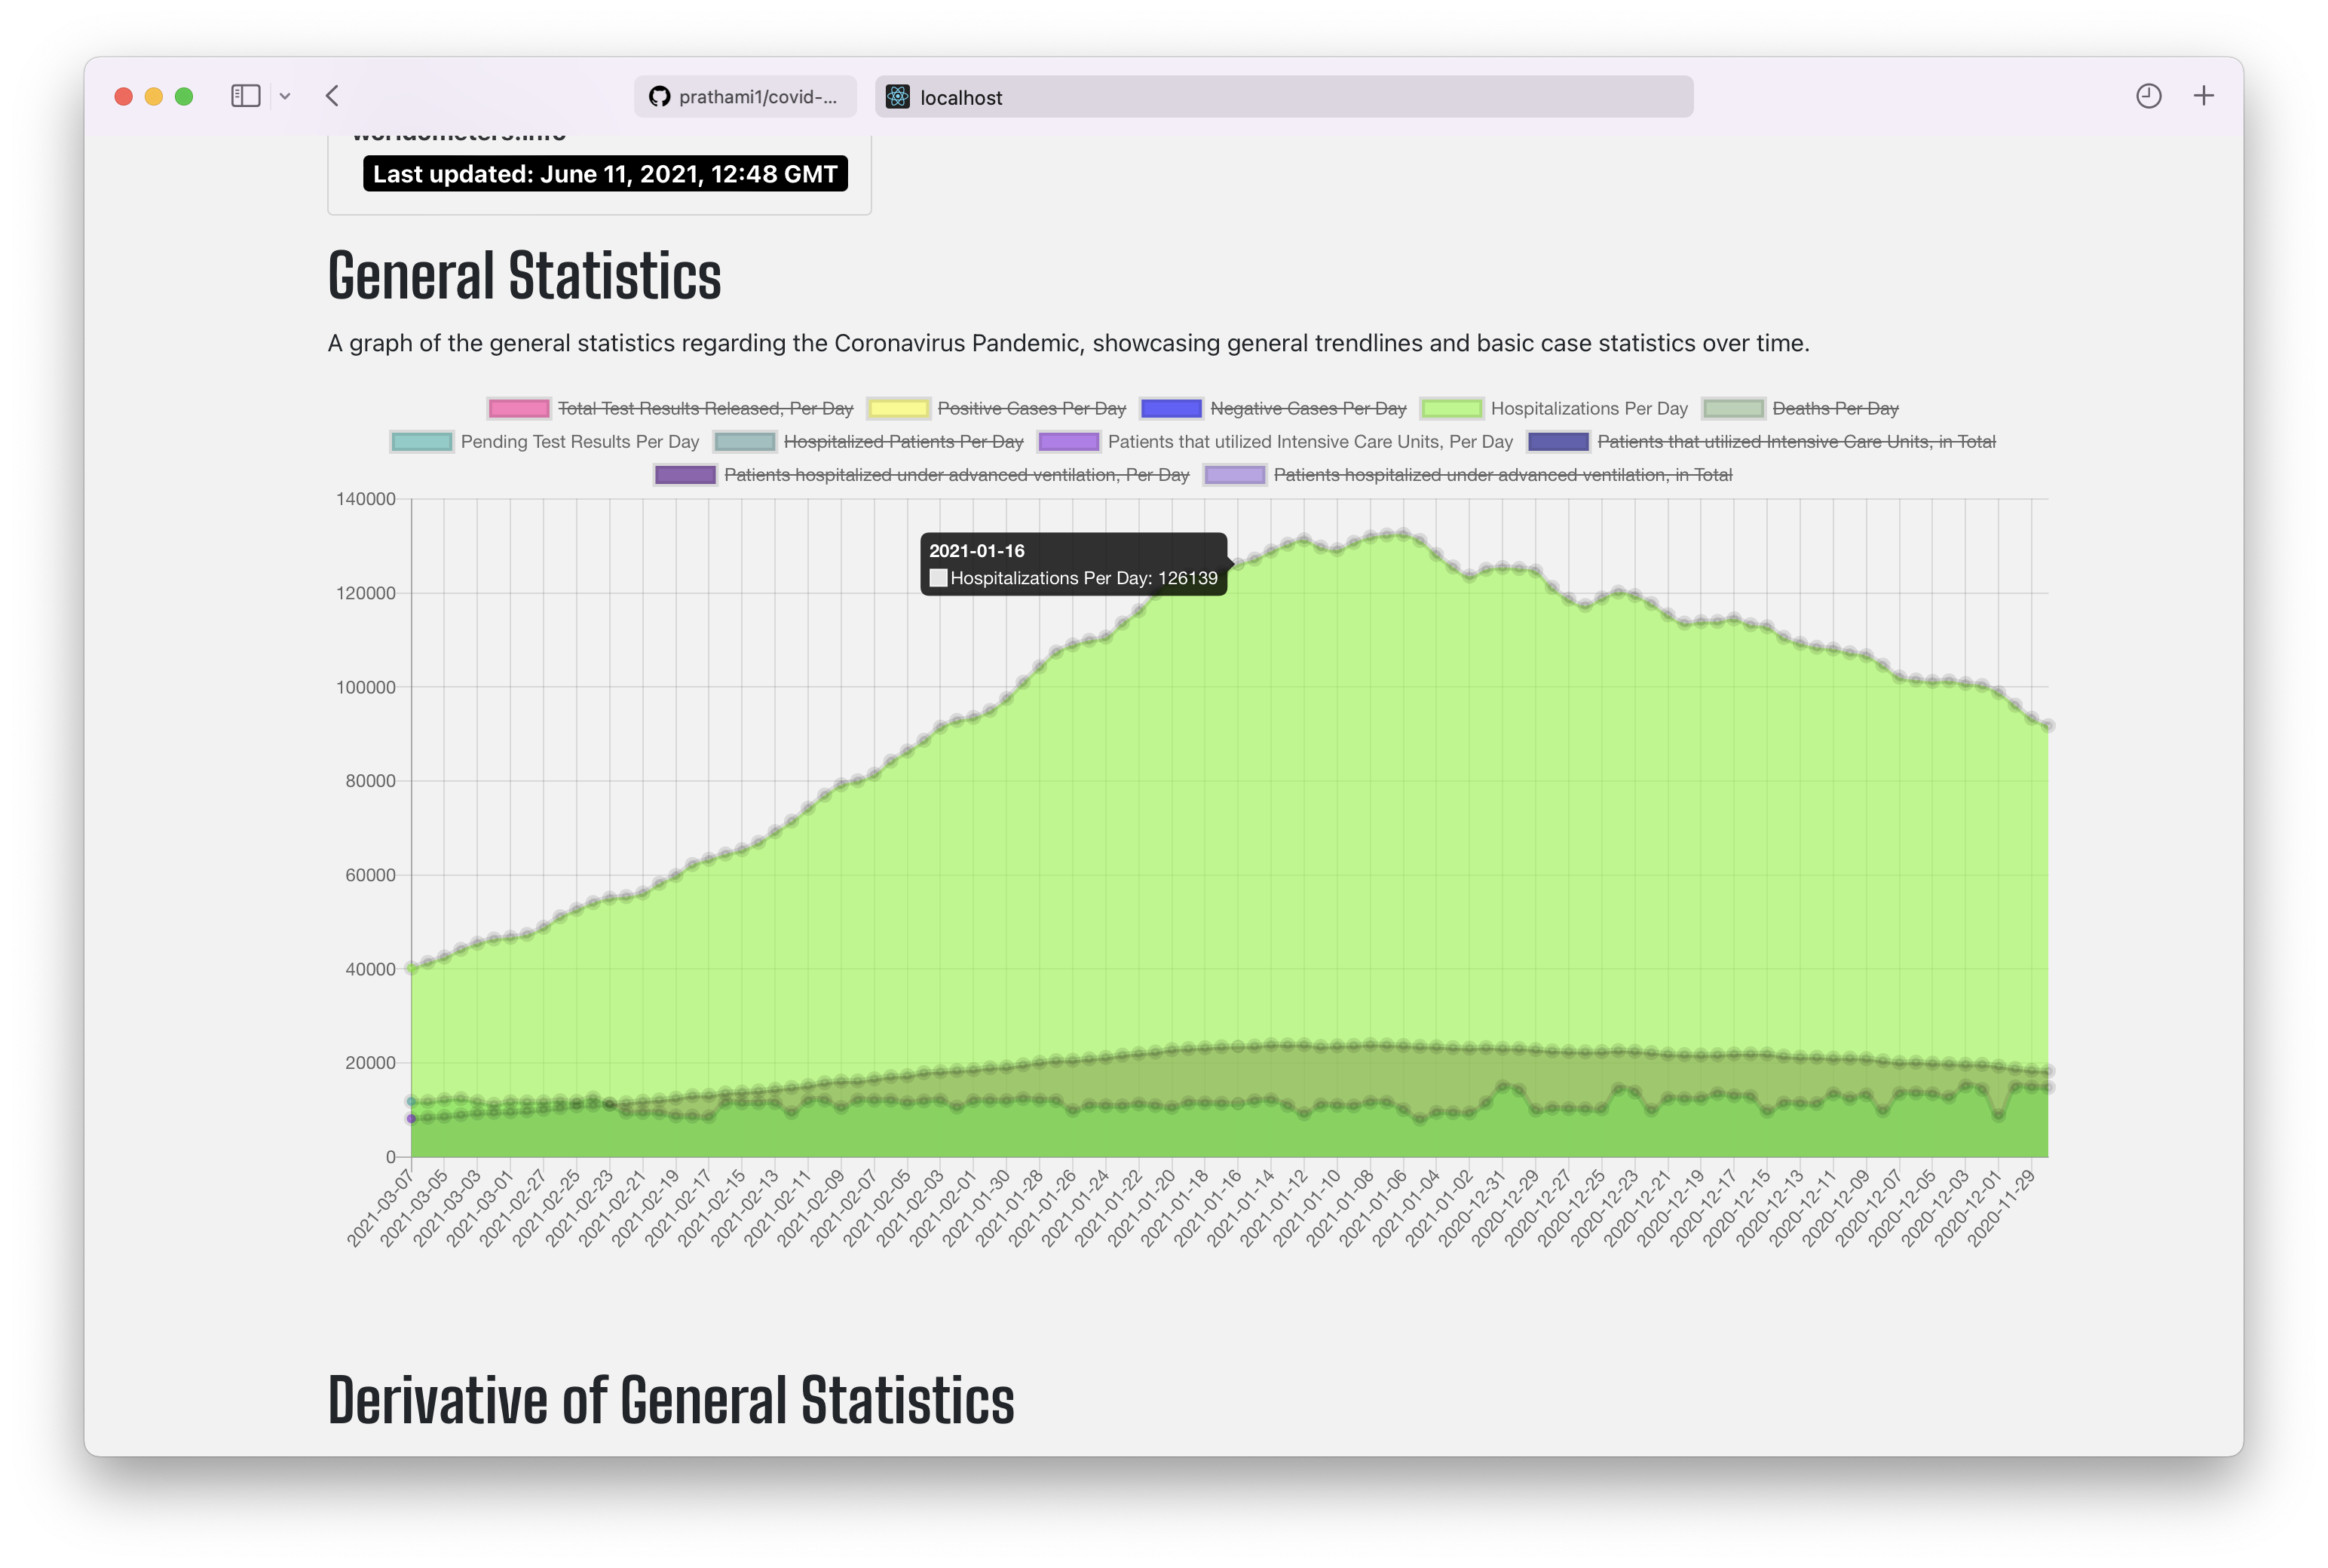 prathami1/covid-...
localhost
worldometers.info
Last updated: June 11, 2021, 12:48 GMT
General Statistics
A graph of the general statistics regarding the Coronavirus Pandemic, showcasing general trendlines and basic case statistics over time.
Total Test Results Released, Per Day Positive Cases Per Day Negative Cases Per Day Hospitalizations Per Day Deaths Per Day
Pending Test Results Per Day Hospitalized Patients Per Day Patients that utilized Intensive Care Units, Per Day Patients that utilized Intensive Care Units, in Total
Patients hospitalized under advanced ventilation, Per Day Patients hospitalized under advanced ventilation, in Total
140000
2021-01-16
Hospitalizations Per Day: 126139
120000
100000
80000
60000
40000
20000
0
2021-03-07 2021-03-05 2021-03-03 2021-03-01 2021-02-27 2021-02-25 2021-02-23 2021-02-21 2021-02-19 2021-02-17 2021-02-15 2021-02-13 2021-02-11 2021-02-09 2021-02-07 2021-02-05 2021-02-03 2021-02-01 2021-01-30 2021-01-28 2021-01-26 2021-01-24 2021-01-22 2021-01-20 2021-01-18 2021-01-16 2021-01-14 2021-01-12 2021-01-10 2021-01-08 2021-01-06 2021-01-04 2021-01-02 2020-12-31 2020-12-29 2020-12-27 2020-12-25 2020-12-23 2020-12-21 2020-12-19 2020-12-17 2020-12-15 2020-12-13 2020-12-11 2020-12-09 2020-12-07 2020-12-05 2020-12-03 2020-12-01 2020-11-29
Derivative of General Statistics